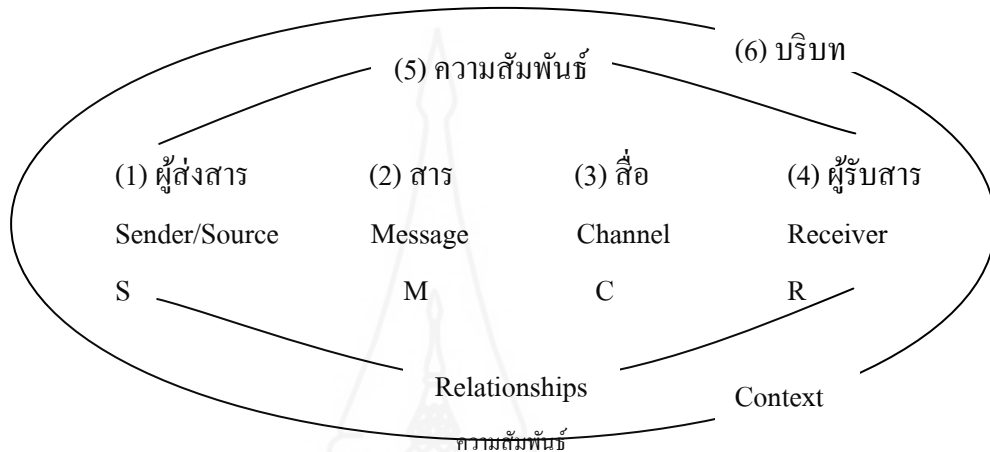 (6) บริบท
(5) ความสัมพันธ์
(1) ผู้ส่งสาร (2) สาร (3) สื่อ (4) ผู้รับสาร
Sender/Source Message Channel Receiver
S M C R
Relationships
Context
ความสัมพันธ์